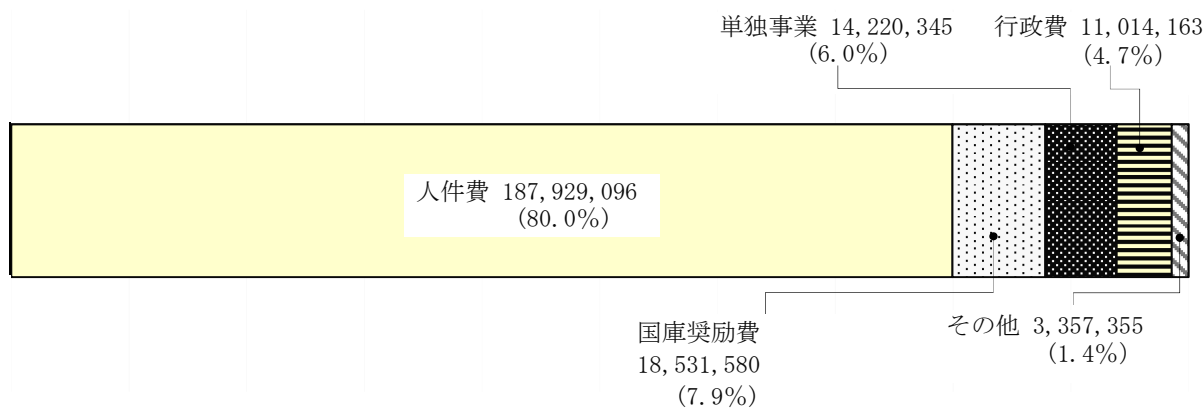 単独事業 14,220,345
(6.0%)
行政費 11,014,163
(4.7%)
人件費 187,929,096
(80.0%)
国庫奨励費
18,531,580
(7.9%)
その他 3,357,355
(1.4%)